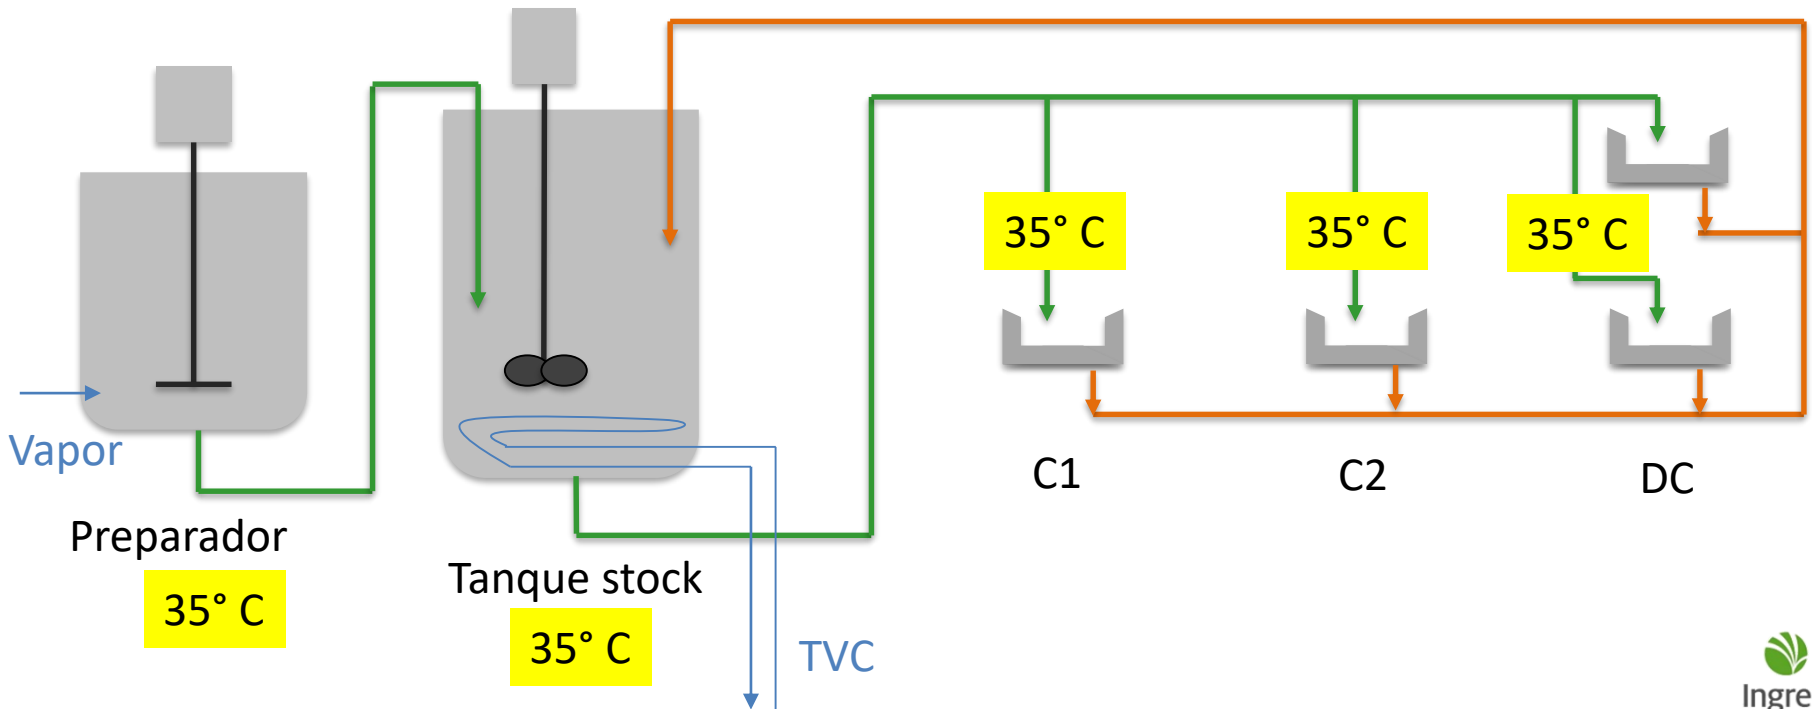 35° C
35° C
35° C
Vapor
C1
C2
DC
Preparador
35° C
Tanque stock
35° C
TVC
Ingre